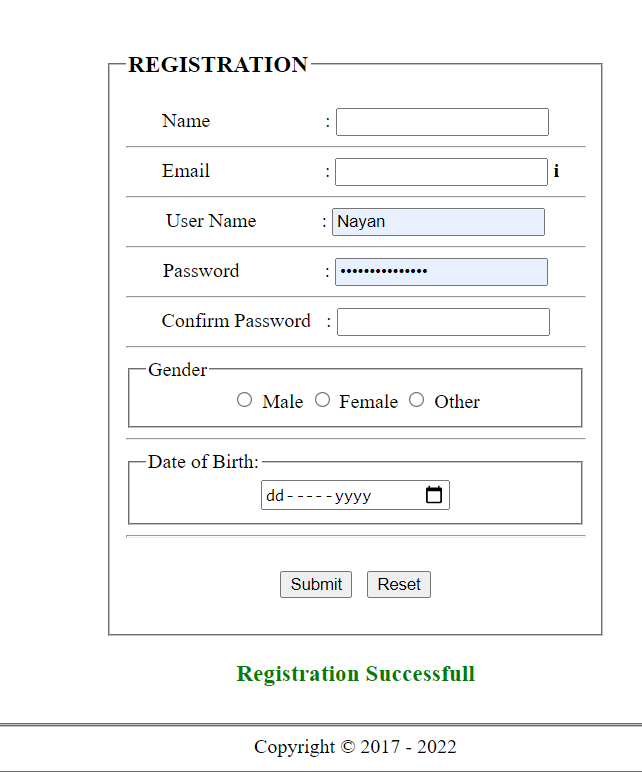 REGISTRATION
Name :
Email : i
User Name : Nayan
Password : •••••••••••••••
Confirm Password :
Gender
Male Female Other
Date of Birth:
dd-----yyyy
Submit Reset
Registration Successfull
Copyright © 2017 - 2022